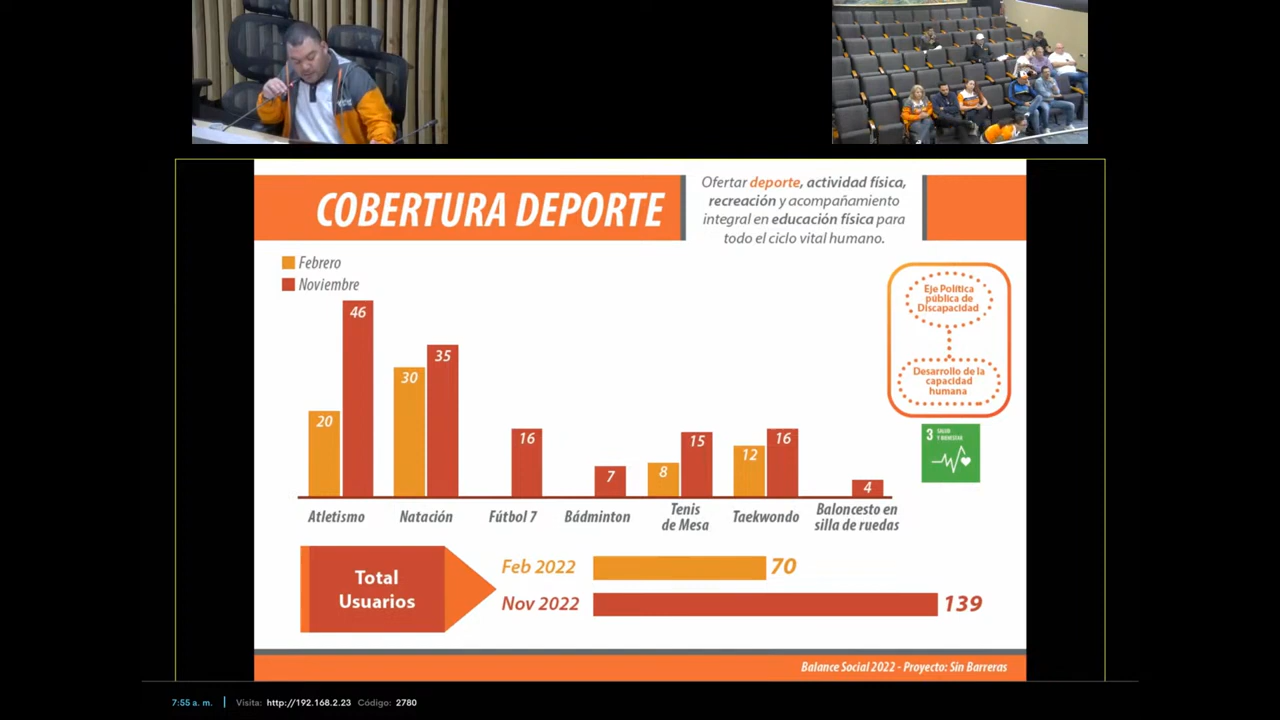 COBERTURA DEPORTE
Ofertar deporte, actividad física,
recreación y acompañamiento
integral en educación física para
todo el ciclo vital humano.
Febrero
Noviembre
Eje Política
pública de
Discapacidad
Desarrollo de la
capacidad
humana
3 SALUD
Y BIENESTAR
20
46
30
35
16
7
8
15
12
16
4
Atletismo
Natación
Fútbol 7
Bádminton
Tenis
de Mesa
Taekwondo
Baloncesto en
silla de ruedas
Total
Usuarios
Feb 2022
70
Nov 2022
139
Balance Social 2022 - Proyecto: Sin Barreras
7:55 a. m. | Visita: http://192.168.2.23 Código: 2780